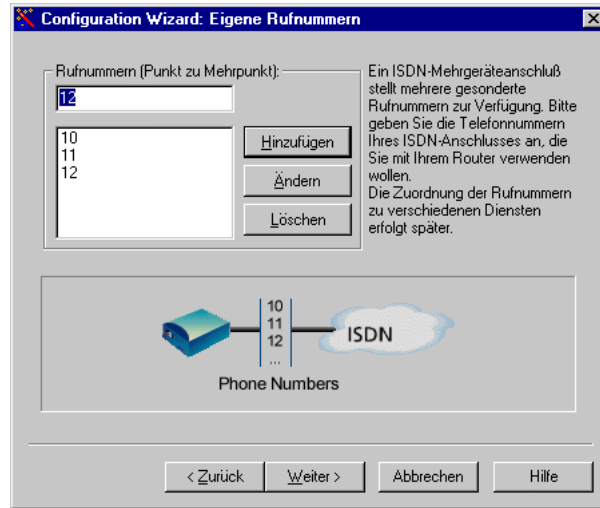 Configuration Wizard: Eigene Rufnummern
Rufnummern (Punkt zu Mehrpunkt):
12
10
11
12
Hinzufügen
Ändern
Löschen
Ein ISDN-Mehrgeräteanschluß
stellt mehrere gesonderte
Rufnummern zur Verfügung. Bitte
geben Sie die Telefonnummern
Ihres ISDN-Anschlusses an, die
Sie mit Ihrem Router verwenden
wollen.
Die Zuordnung der Rufnummern
zu verschiedenen Diensten
erfolgt später.
10
11
12
...
ISDN
Phone Numbers
< Zurück
Weiter >
Abbrechen
Hilfe